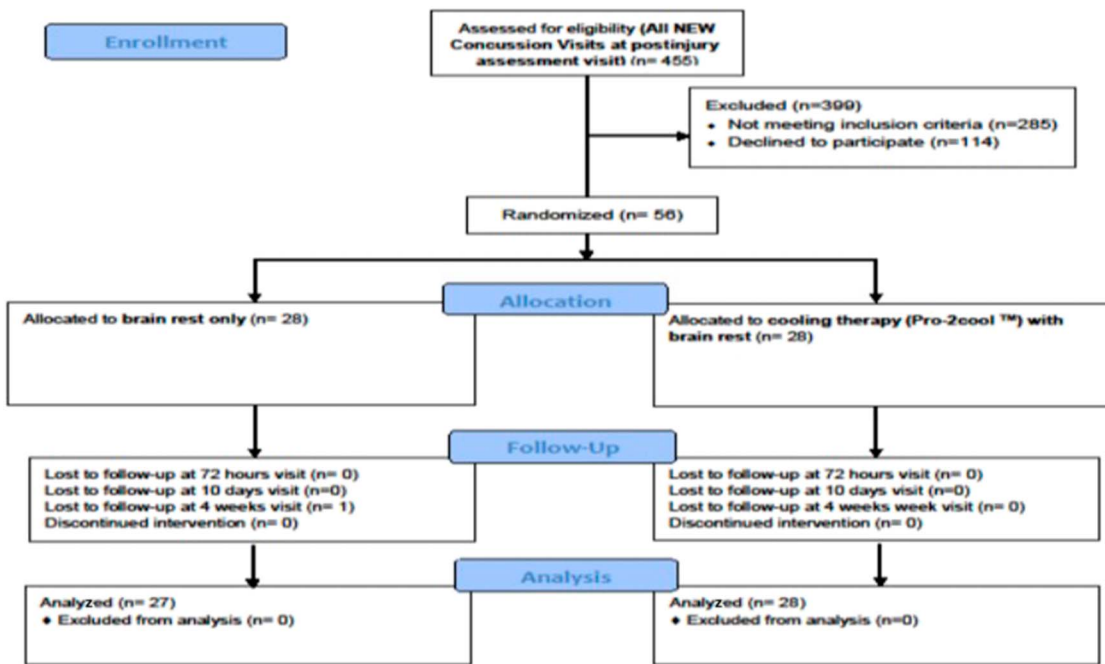 Enrollment
Assessed for eligibility (All NEW
Concussion Visits at postinjury
assessment visit) (n= 455)
Excluded (n=399)
• Not meeting inclusion criteria (n=285)
• Declined to participate (n=114)
Randomized (n= 56)
Allocation
Allocated to brain rest only (n= 28)
Allocated to cooling therapy (Pro-2cool ™) with
brain rest (n= 28)
Follow-Up
Lost to follow-up at 72 hours visit (n= 0)
Lost to follow-up at 10 days visit (n=0)
Lost to follow-up at 4 weeks visit (n= 1)
Discontinued intervention (n= 0)
Lost to follow-up at 72 hours visit (n= 0)
Lost to follow-up at 10 days visit (n=0)
Lost to follow-up at 4 weeks week visit (n= 0)
Discontinued intervention (n= 0)
Analysis
Analyzed (n= 27)
♦ Excluded from analysis (n= 0)
Analyzed (n= 28)
♦ Excluded from analysis (n=0)